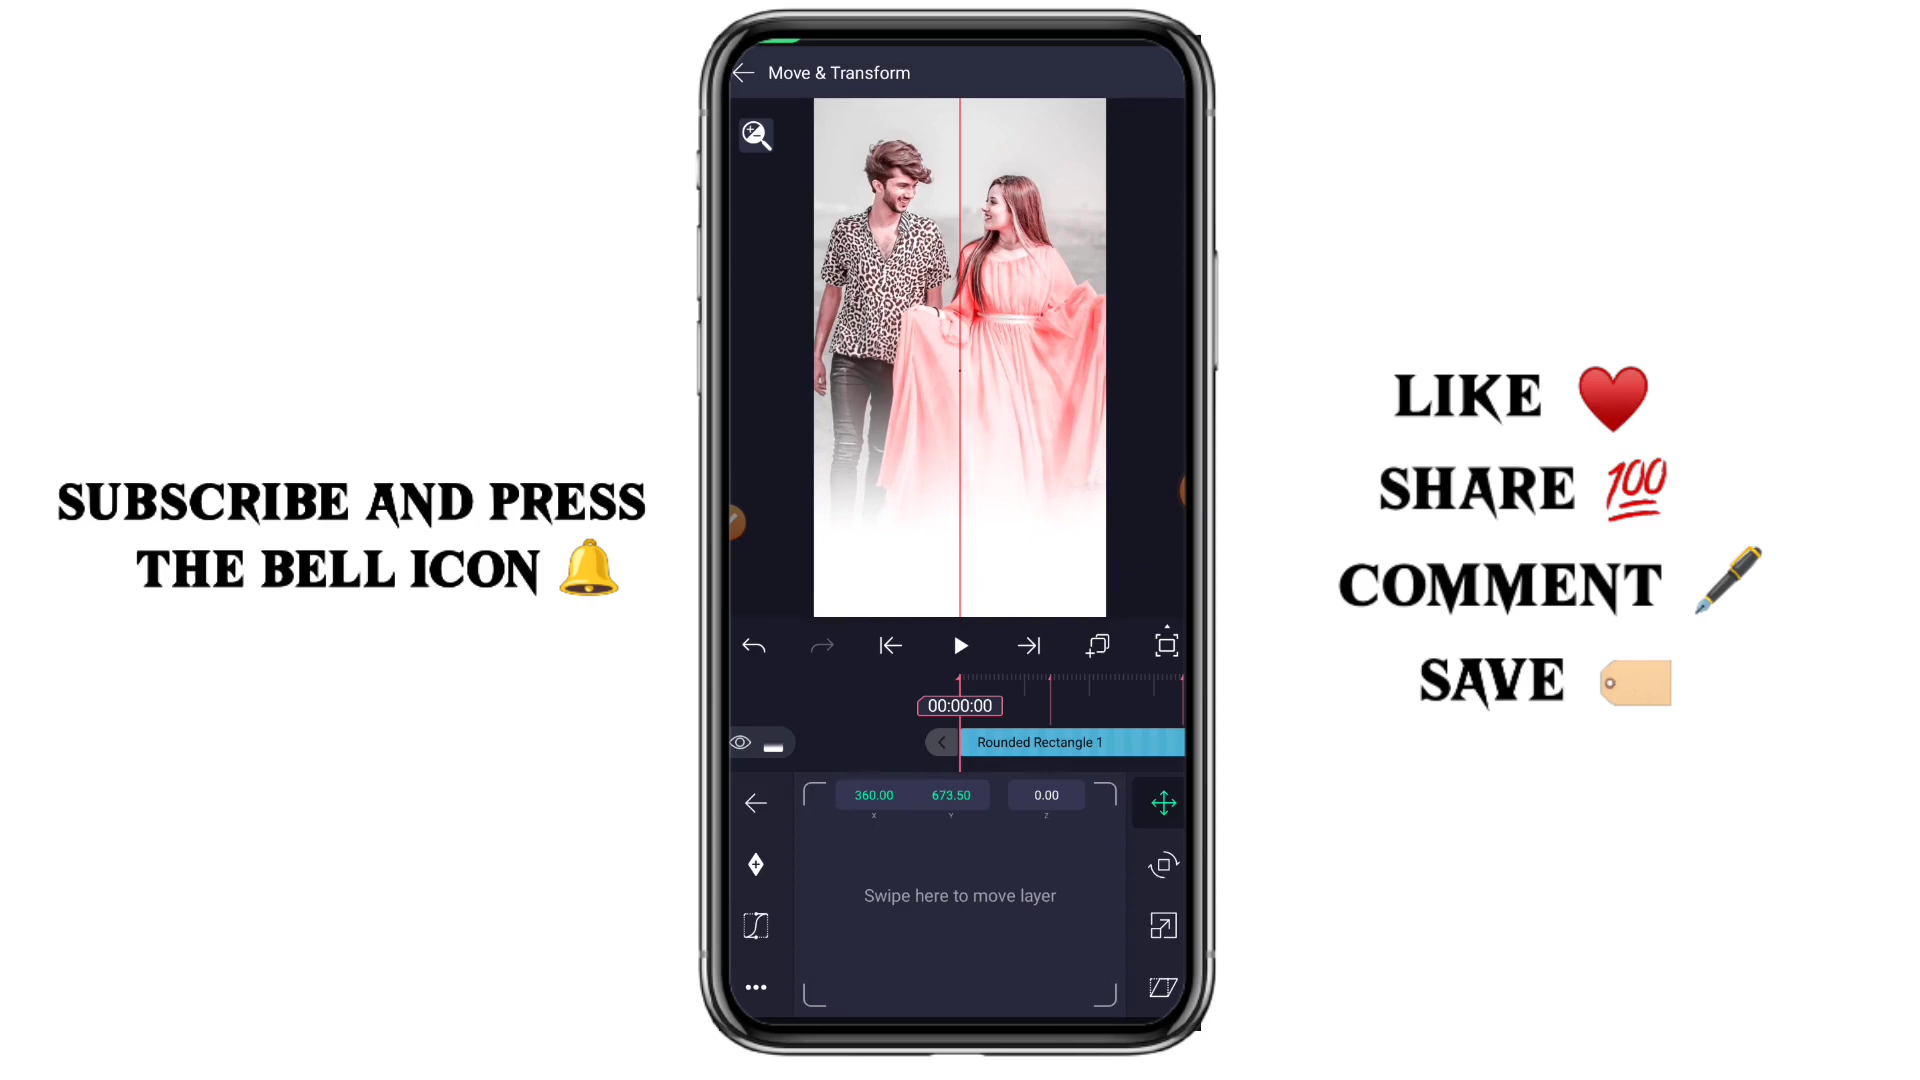 Move & Transform
SUBSCRIBE AND PRESS
THE BELL ICON 🔔
LIKE ♥
SHARE 💯
COMMENT 🖋
SAVE 🏷
00:00:00
Rounded Rectangle 1
360.00 673.50 0.00
X Y Z
Swipe here to move layer